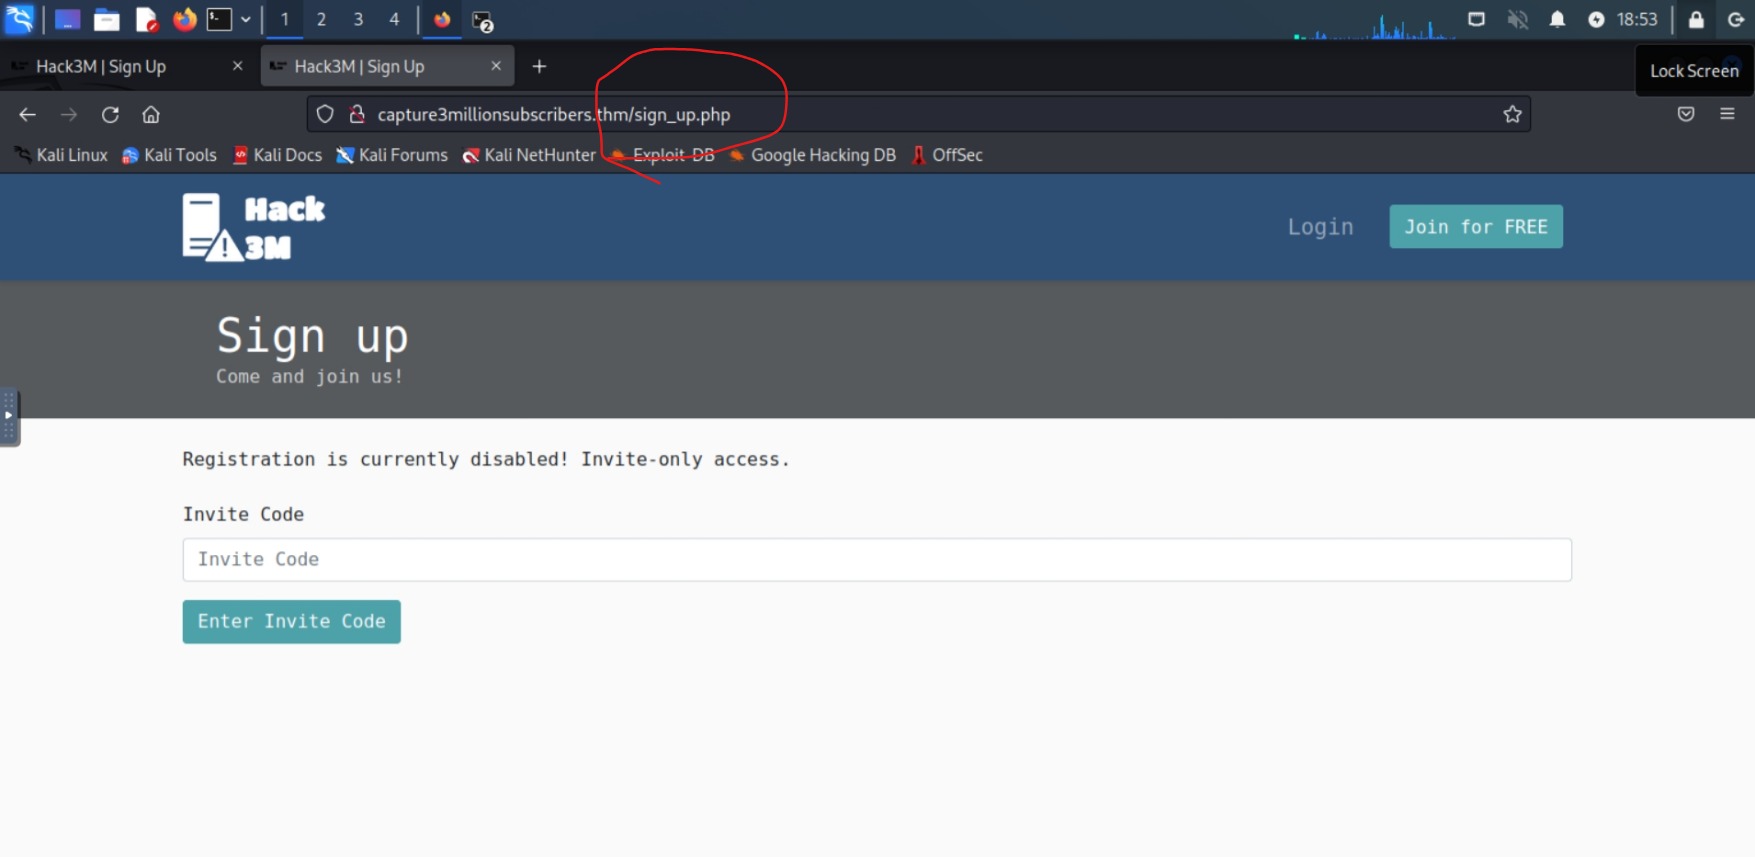 1 2 3 4 2 18:53
Hack3M | Sign Up Hack3M | Sign Up Lock Screen
capture3millionsubscribers.thm/sign_up.php
Kali Linux Kali Tools Kali Docs Kali Forums Kali NetHunter Exploit-DB Google Hacking DB OffSec
Hack
3M
Login Join for FREE
Sign up
Come and join us!
Registration is currently disabled! Invite-only access.
Invite Code
Invite Code
Enter Invite Code